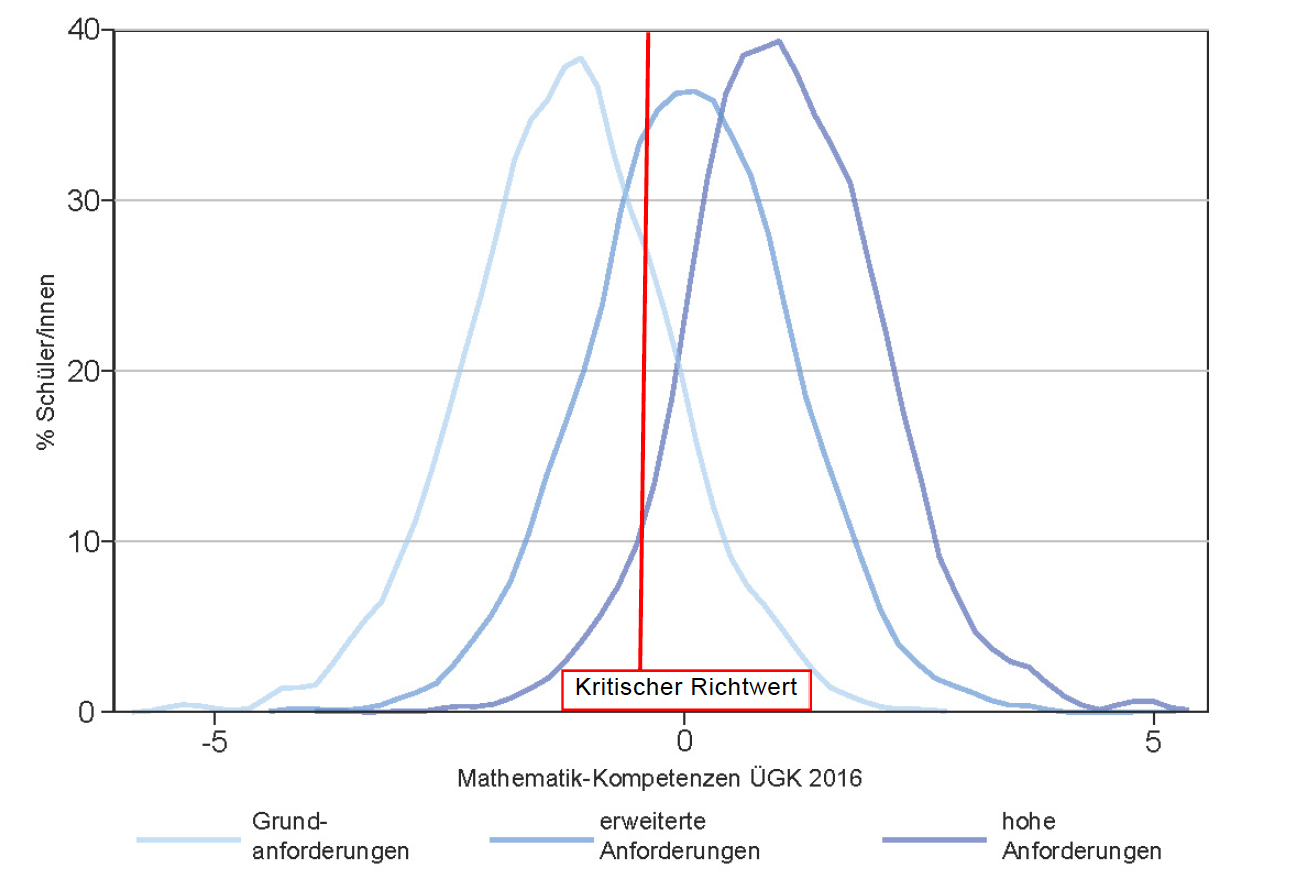 40
30
20
10
0
% Schüler/innen
Kritischer Richtwert
-5 0 5
Mathematik-Kompetenzen ÜGK 2016
Grund-
anforderungen
erweiterte
Anforderungen
hohe
Anforderungen